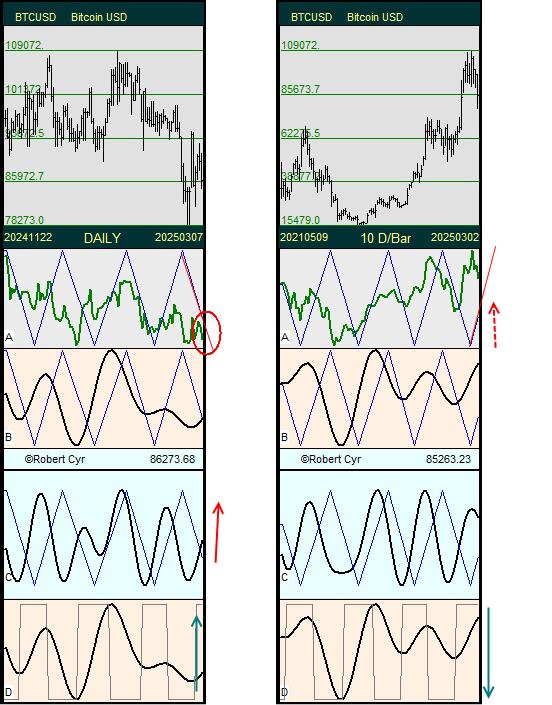 BTCUSD Bitcoin USD
109072.
101372.
85972.7
78273.0
20241122 DAILY 20250307
A
B
©Robert Cyr 86273.68
C
D
BTCUSD Bitcoin USD
109072.
85673.7
15479.0
20210509 10 D/Bar 20250302
A
B
©Robert Cyr 85263.23
C
D